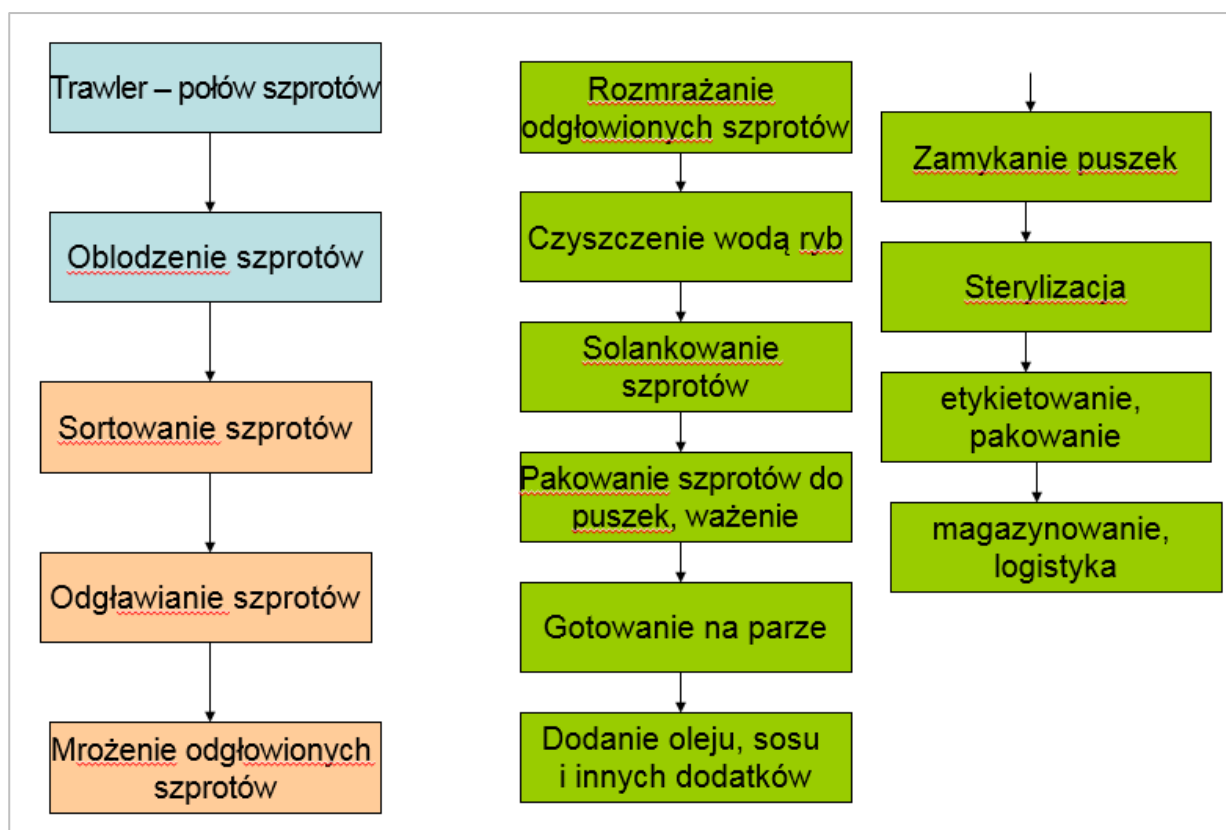 Trawler – połów szprotów
Oblodzenie szprotów
Sortowanie szprotów
Odgławianie szprotów
Mrożenie odgłowionych
szprotów
Rozmrażanie
odgłowionych szprotów
Czyszczenie wodą ryb
Solankowanie
szprotów
Pakowanie szprotów do
puszek, ważenie
Gotowanie na parze
Dodanie oleju, sosu
i innych dodatków
Zamykanie puszek
Sterylizacja
etykietowanie,
pakowanie
magazynowanie,
logistyka